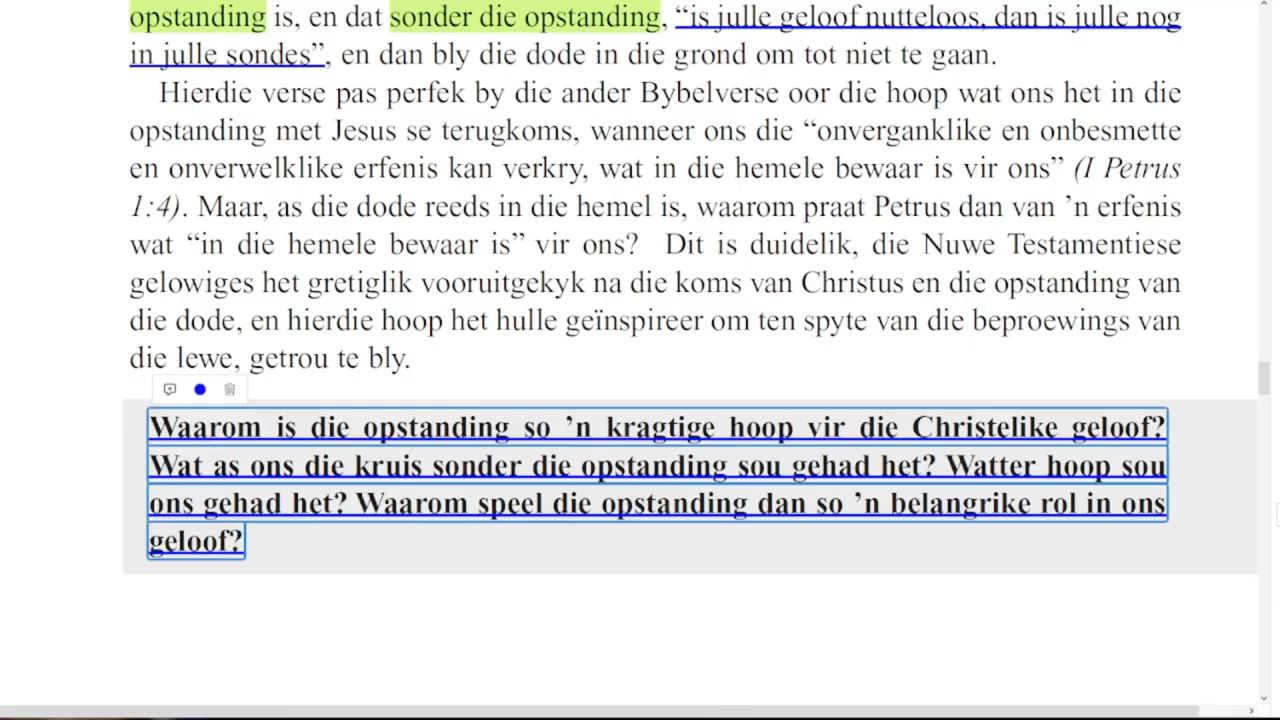 opstanding is, en dat sonder die opstanding, “is julle geloof nutteloos, dan is julle nog
in julle sondes”, en dan bly die dode in die grond om tot niet te gaan.
Hierdie verse pas perfek by die ander Bybelverse oor die hoop wat ons het in die
opstanding met Jesus se terugkoms, wanneer ons die “onverganklike en onbesmette
en onverwelklike erfenis kan verkry, wat in die hemele bewaar is vir ons” (I Petrus
1:4). Maar, as die dode reeds in die hemel is, waarom praat Petrus dan van ’n erfenis
wat “in die hemele bewaar is” vir ons? Dit is duidelik, die Nuwe Testamentiese
gelowiges het gretiglik vooruitgekyk na die koms van Christus en die opstanding van
die dode, en hierdie hoop het hulle geïnspireer om ten spyte van die beproewings van
die lewe, getrou te bly.
Waarom is die opstanding so ’n kragtige hoop vir die Christelike geloof?
Wat as ons die kruis sonder die opstanding sou gehad het? Watter hoop sou
ons gehad het? Waarom speel die opstanding dan so ’n belangrike rol in ons
geloof?